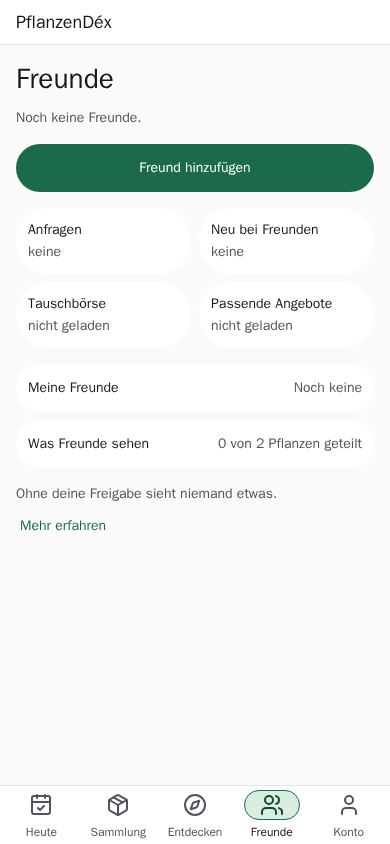 PflanzenDéx
Freunde
Noch keine Freunde.
Freund hinzufügen
Anfragen
keine
Neu bei Freunden
keine
Tauschbörse
nicht geladen
Passende Angebote
nicht geladen
Meine Freunde
Noch keine
Was Freunde sehen
0 von 2 Pflanzen geteilt
Ohne deine Freigabe sieht niemand etwas.
Mehr erfahren
Heute
Sammlung
Entdecken
Freunde
Konto